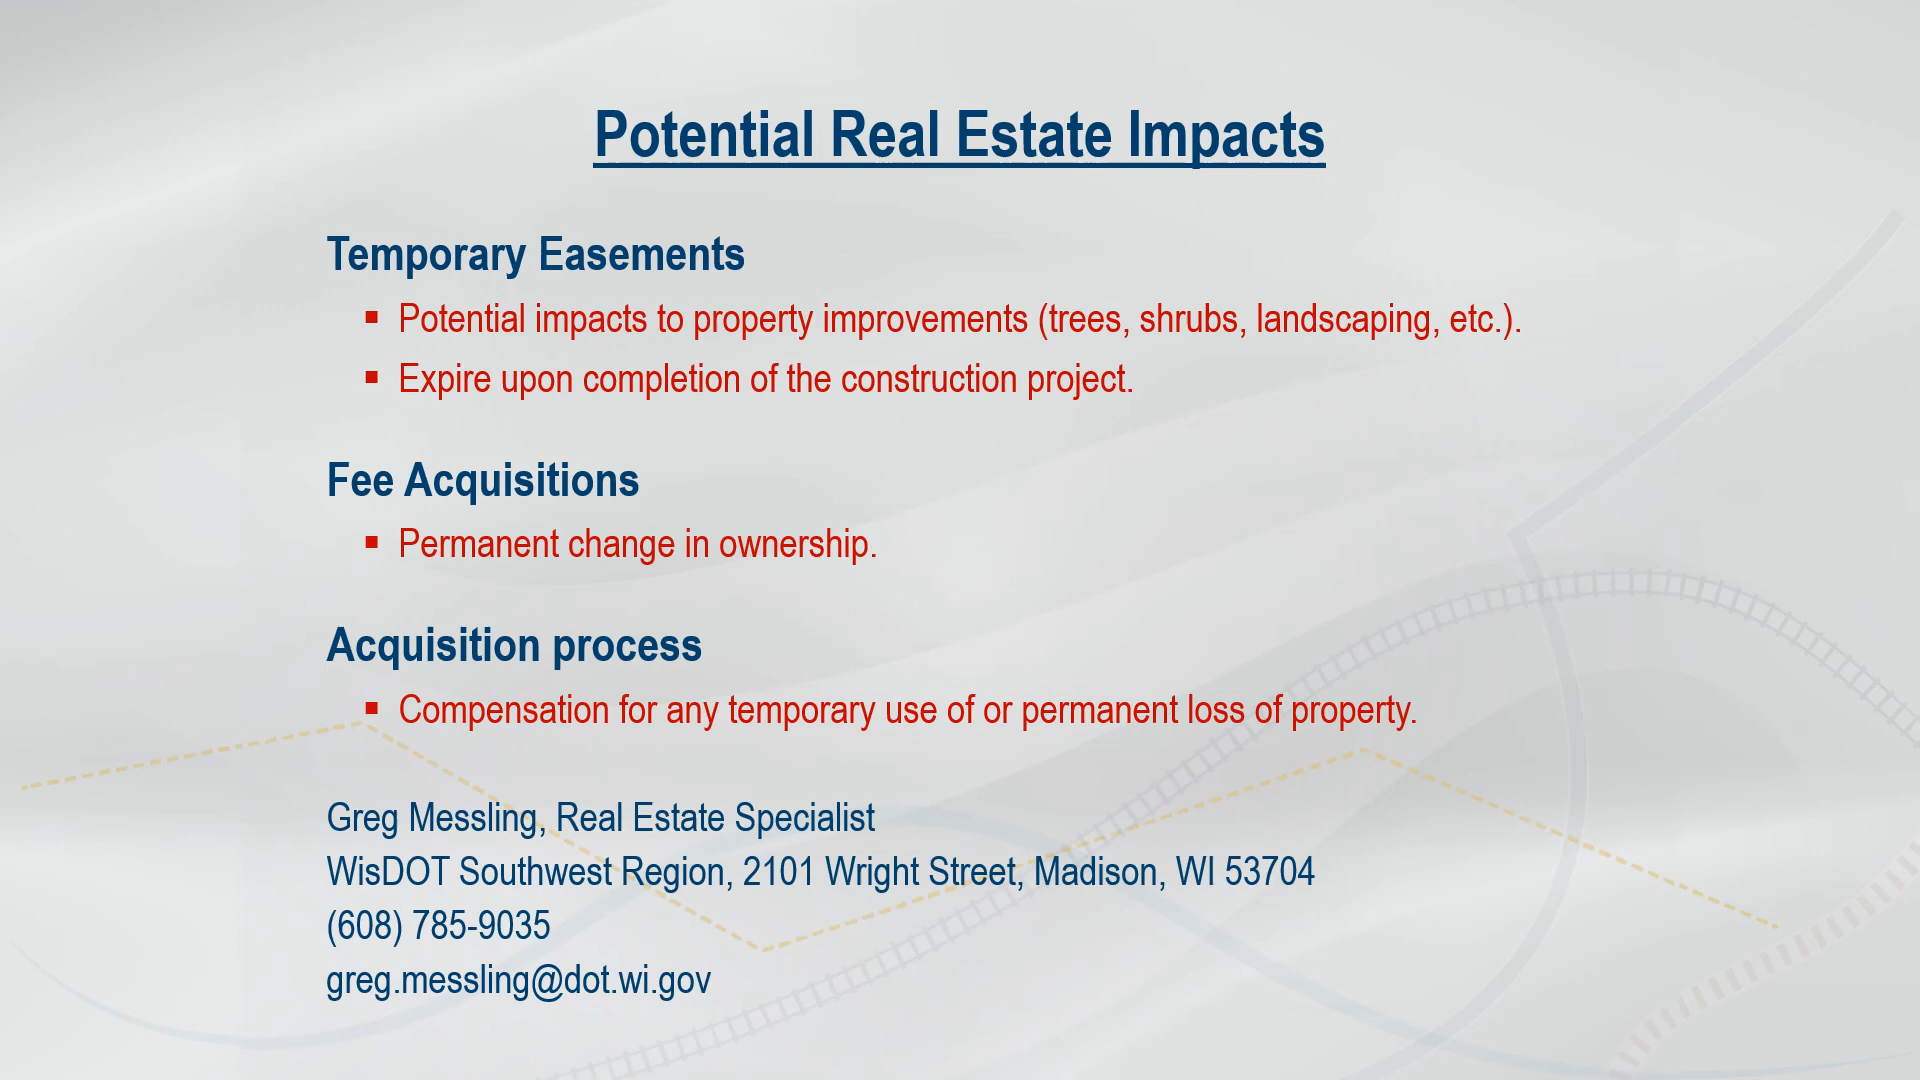 Potential Real Estate Impacts
Temporary Easements
▪ Potential impacts to property improvements (trees, shrubs, landscaping, etc.).
▪ Expire upon completion of the construction project.
Fee Acquisitions
▪ Permanent change in ownership.
Acquisition process
▪ Compensation for any temporary use of or permanent loss of property.
Greg Messling, Real Estate Specialist
WisDOT Southwest Region, 2101 Wright Street, Madison, WI 53704
(608) 785-9035
greg.messling@dot.wi.gov